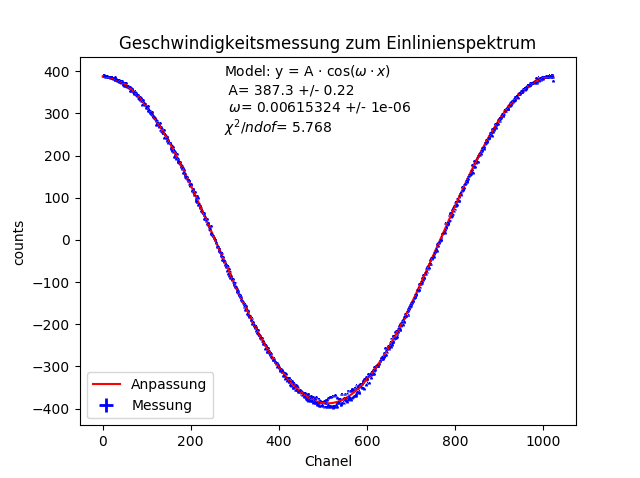 Geschwindigkeitsmessung zum Einlinienspektrum
Model: y = A · cos(ω · x)
A= 387.3 +/- 0.22
ω= 0.00615324 +/- 1e-06
χ²/ndof= 5.768
400
300
200
100
0
−100
−200
−300
−400
counts
Anpassung
Messung
0 200 400 600 800 1000
Chanel